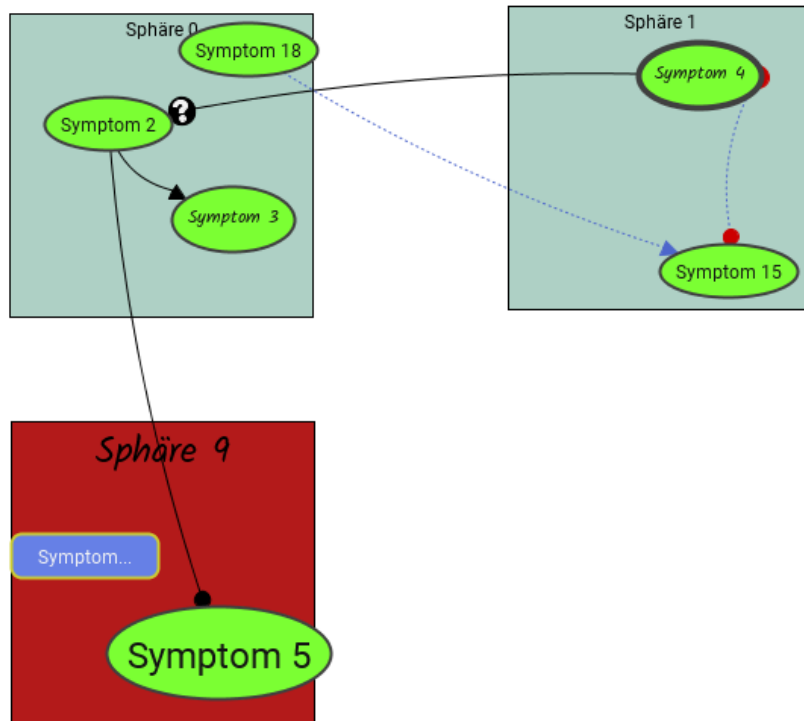 Sphäre 0
Symptom 18
Symptom 2
?
Symptom 3
Sphäre 1
Symptom 4
Symptom 15
Sphäre 9
Symptom...
Symptom 5